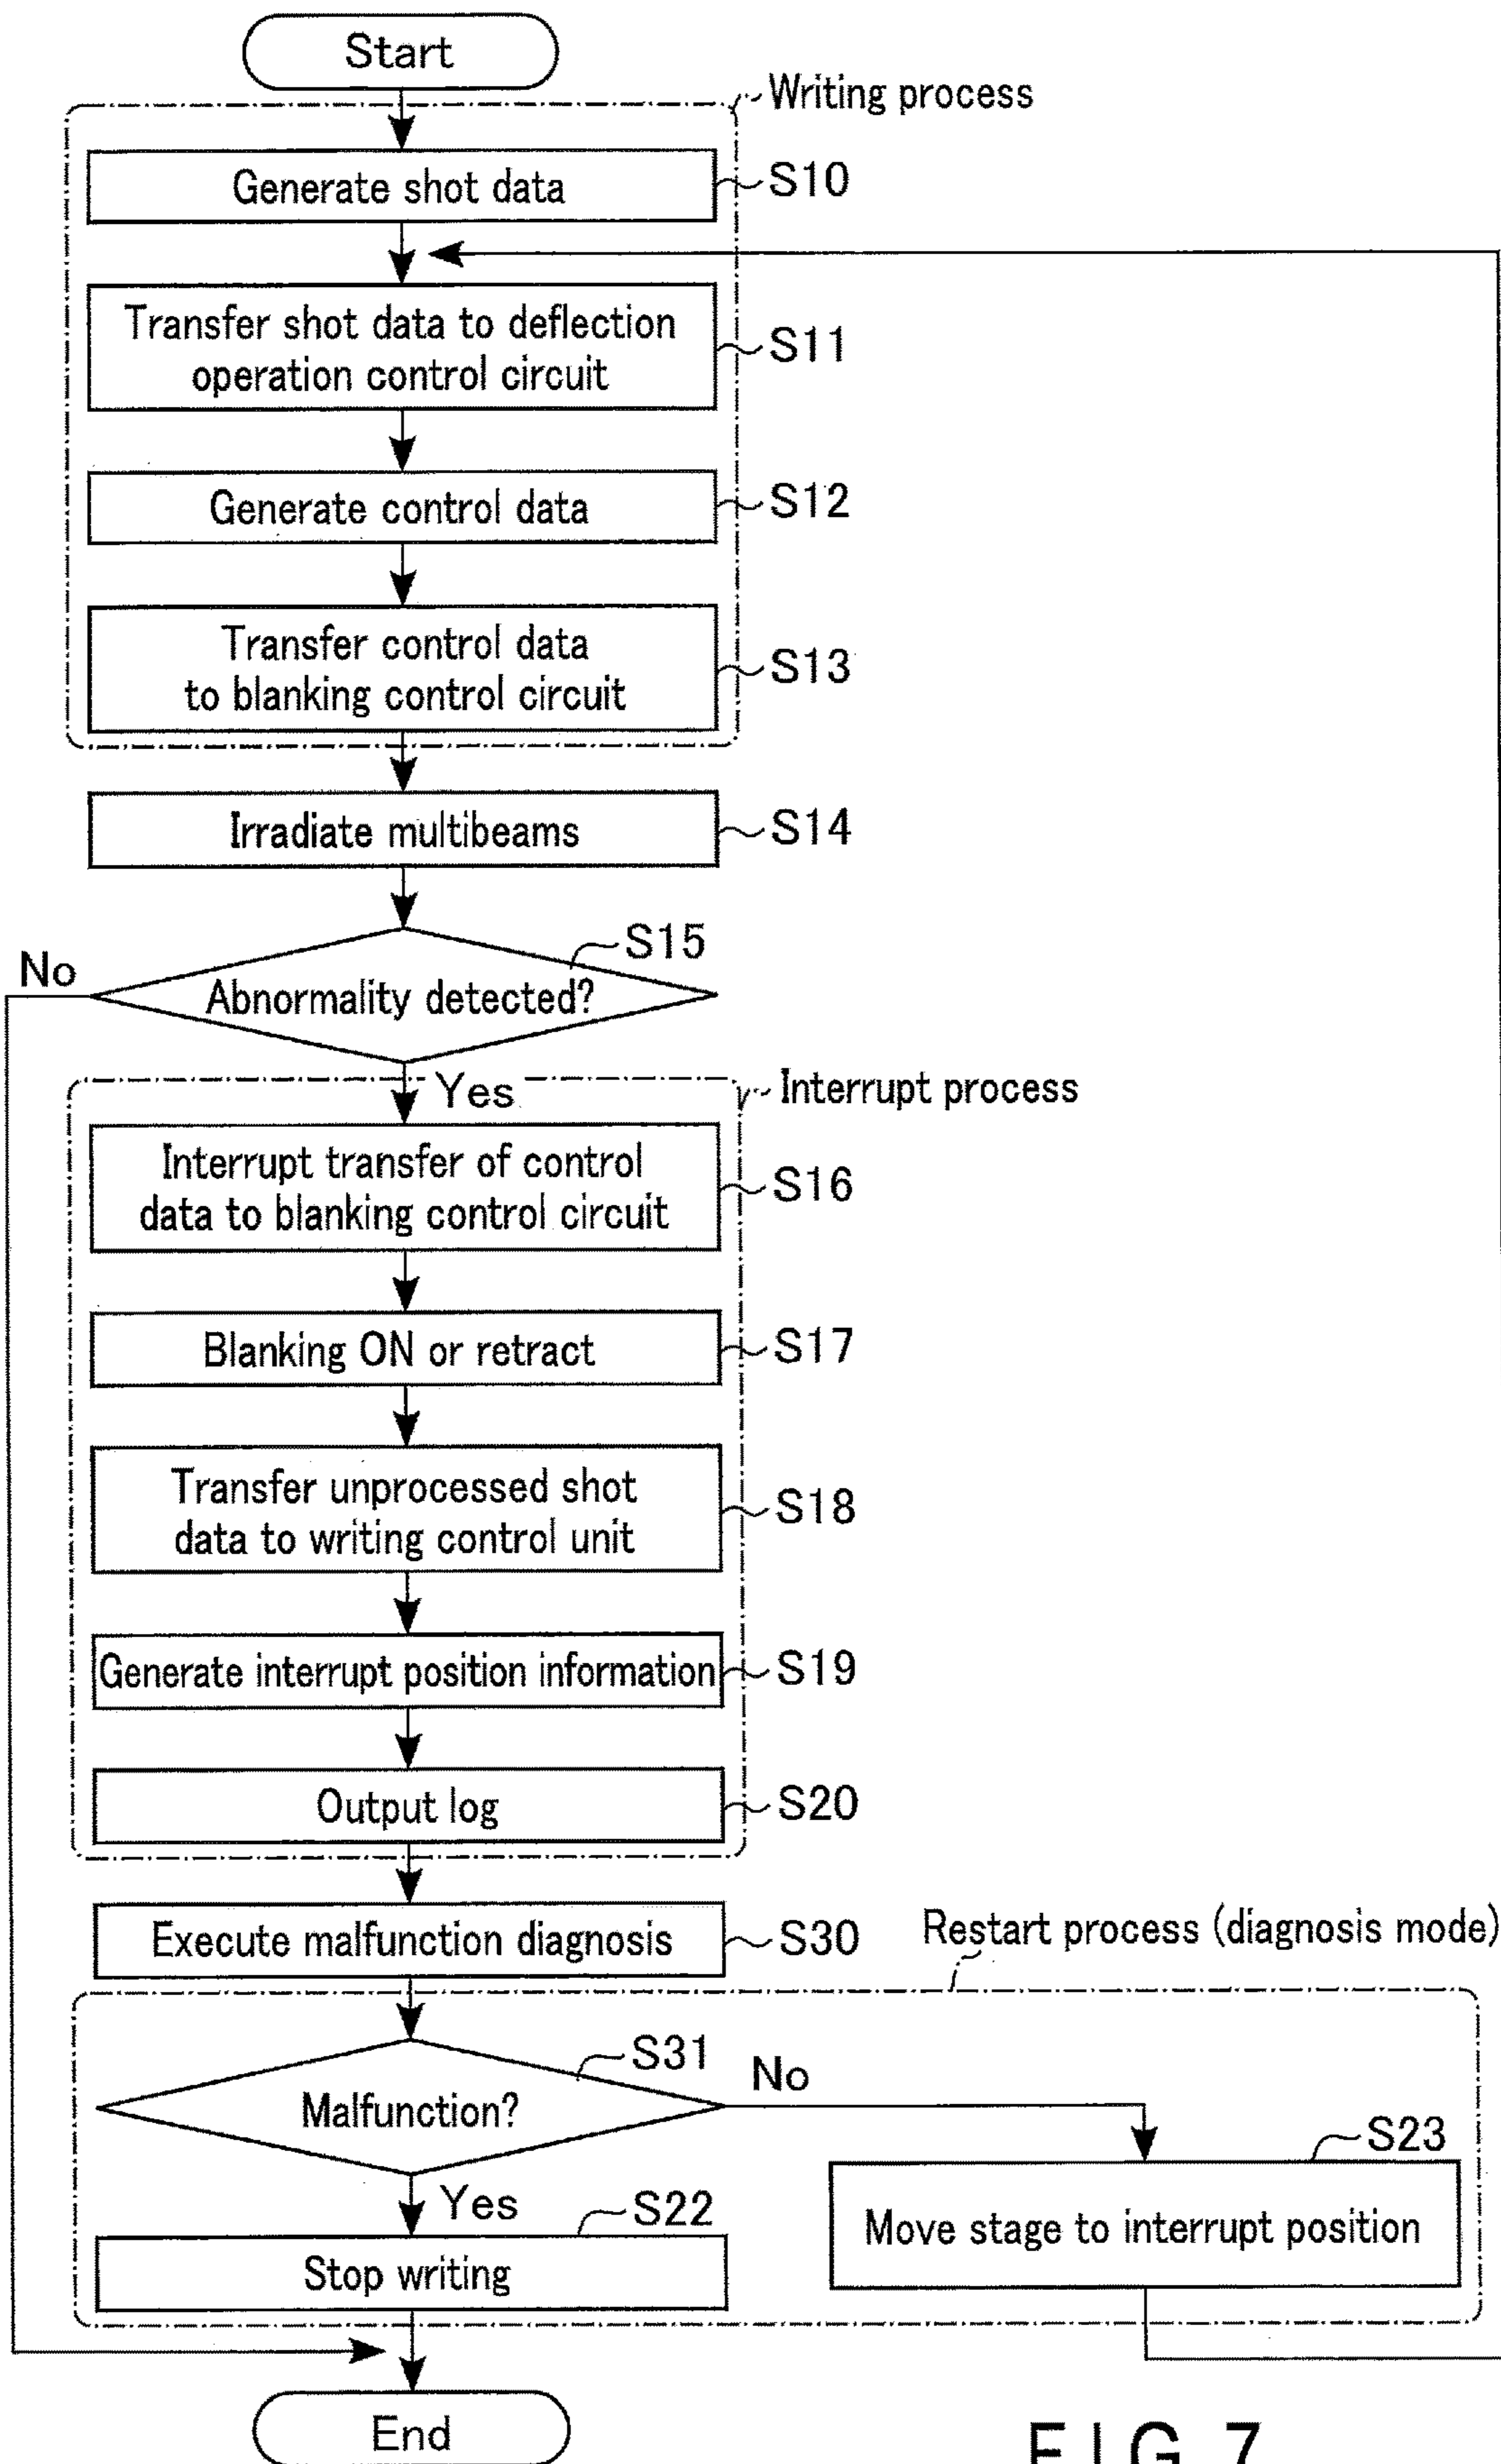 Start
Writing process
Generate shot data
S10
Transfer shot data to deflection
operation control circuit
S11
Generate control data
S12
Transfer control data
to blanking control circuit
S13
Irradiate multibeams
S14
S15
No
Abnormality detected?
Yes
Interrupt process
Interrupt transfer of control
data to blanking control circuit
S16
Blanking ON or retract
S17
Transfer unprocessed shot
data to writing control unit
S18
Generate interrupt position information
S19
Output log
S20
Execute malfunction diagnosis
S30
Restart process (diagnosis mode)
S31
No
Malfunction?
S23
Yes
S22
Move stage to interrupt position
Stop writing
End
FIG. 7